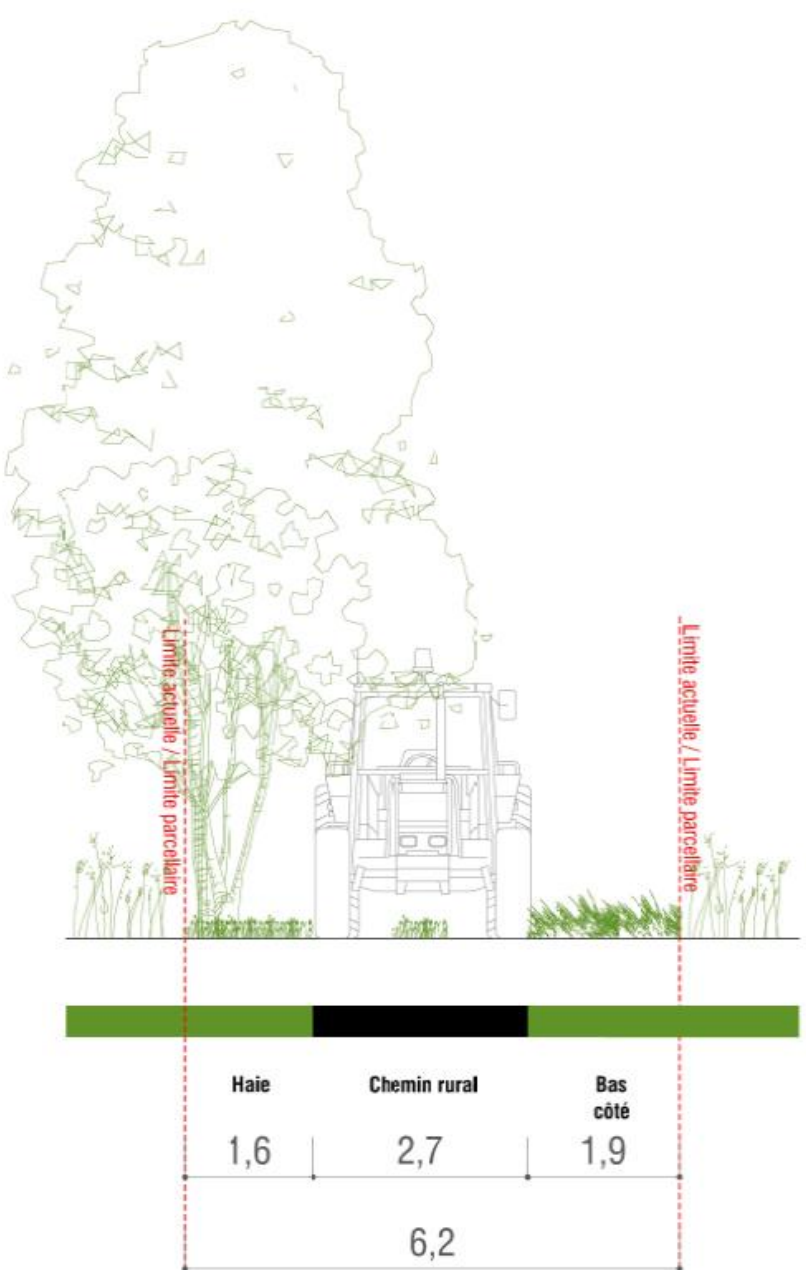 Limite actuelle / Limite parcellaire
Limite actuelle / Limite parcellaire
Haie
Chemin rural
Bas
côté
1,6
2,7
1,9
6,2